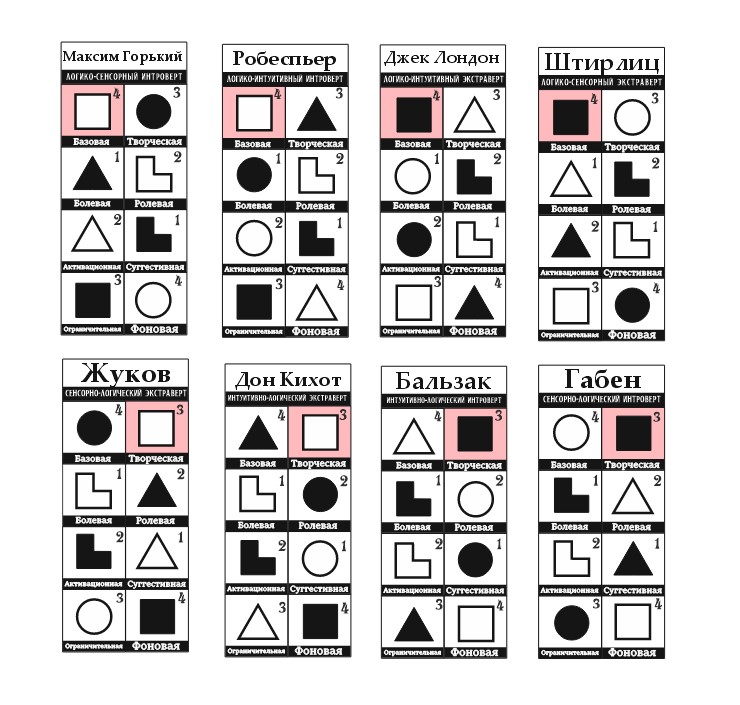 Максим Горький
ЛОГИКО-СЕНСОРНЫЙ ИНТРОВЕРТ
4 3
Базовая Творческая
1 2
Болевая Ролевая
2 1
Активационная Суггестивная
3 4
Ограничительная Фоновая
Робеспьер
ЛОГИКО-ИНТУИТИВНЫЙ ИНТРОВЕРТ
4 3
Базовая Творческая
1 2
Болевая Ролевая
2 1
Активационная Суггестивная
3 4
Ограничительная Фоновая
Джек Лондон
ЛОГИКО-ИНТУИТИВНЫЙ ЭКСТРАВЕРТ
4 3
Базовая Творческая
1 2
Болевая Ролевая
2 1
Активационная Суггестивная
3 4
Ограничительная Фоновая
Штирлиц
ЛОГИКО-СЕНСОРНЫЙ ЭКСТРАВЕРТ
4 3
Базовая Творческая
1 2
Болевая Ролевая
2 1
Активационная Суггестивная
3 4
Ограничительная Фоновая
Жуков
СЕНСОРНО-ЛОГИЧЕСКИЙ ЭКСТРАВЕРТ
4 3
Базовая Творческая
1 2
Болевая Ролевая
2 1
Активационная Суггестивная
3 4
Ограничительная Фоновая
Дон Кихот
ИНТУИТИВНО-ЛОГИЧЕСКИЙ ЭКСТРАВЕРТ
4 3
Базовая Творческая
1 2
Болевая Ролевая
2 1
Активационная Суггестивная
3 4
Ограничительная Фоновая
Бальзак
ИНТУИТИВНО-ЛОГИЧЕСКИЙ ИНТРОВЕРТ
4 3
Базовая Творческая
1 2
Болевая Ролевая
2 1
Активационная Суггестивная
3 4
Ограничительная Фоновая
Габен
СЕНСОРНО-ЛОГИЧЕСКИЙ ИНТРОВЕРТ
4 3
Базовая Творческая
1 2
Болевая Ролевая
2 1
Активационная Суггестивная
3 4
Ограничительная Фоновая